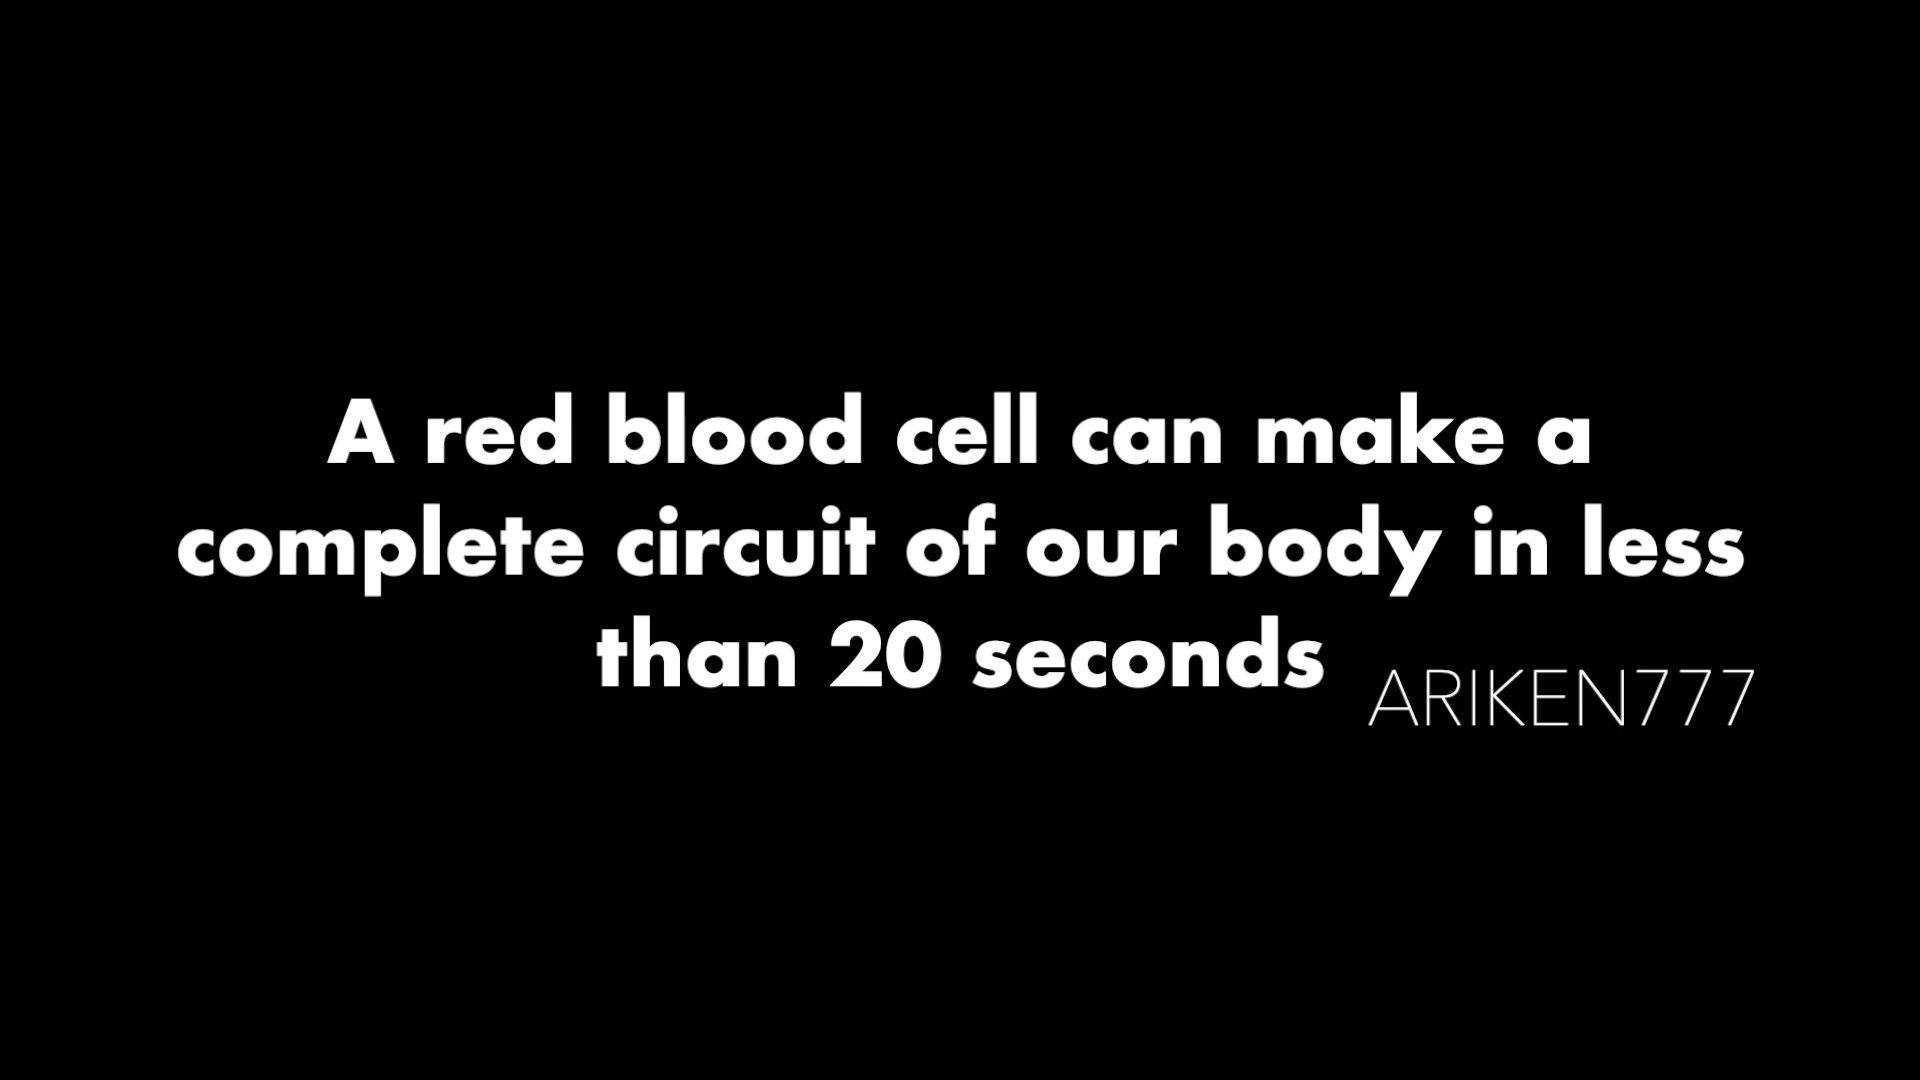 A red blood cell can make a
complete circuit of our body in less
than 20 seconds
ARIKEN777